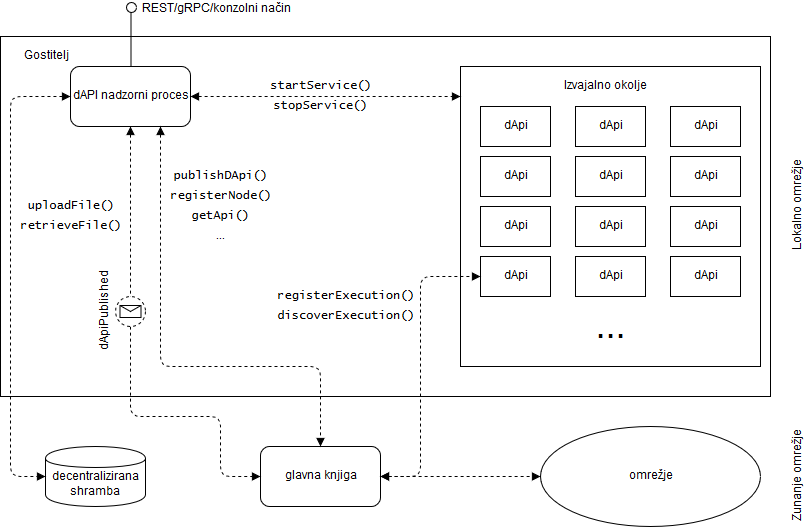 REST/gRPC/konzolni način
Gostitelj
dAPI nadzorni proces
startService()
stopService()
Izvajalno okolje
dApi dApi dApi
dApi dApi dApi
dApi dApi dApi
dApi dApi dApi
...
publishDApi()
registerNode()
getApi()
...
uploadFile()
retrieveFile()
dApiPublished
registerExecution()
discoverExecution()
Lokalno omrežje
decentralizirana
shramba
glavna knjiga
omrežje
Zunanje omrežje